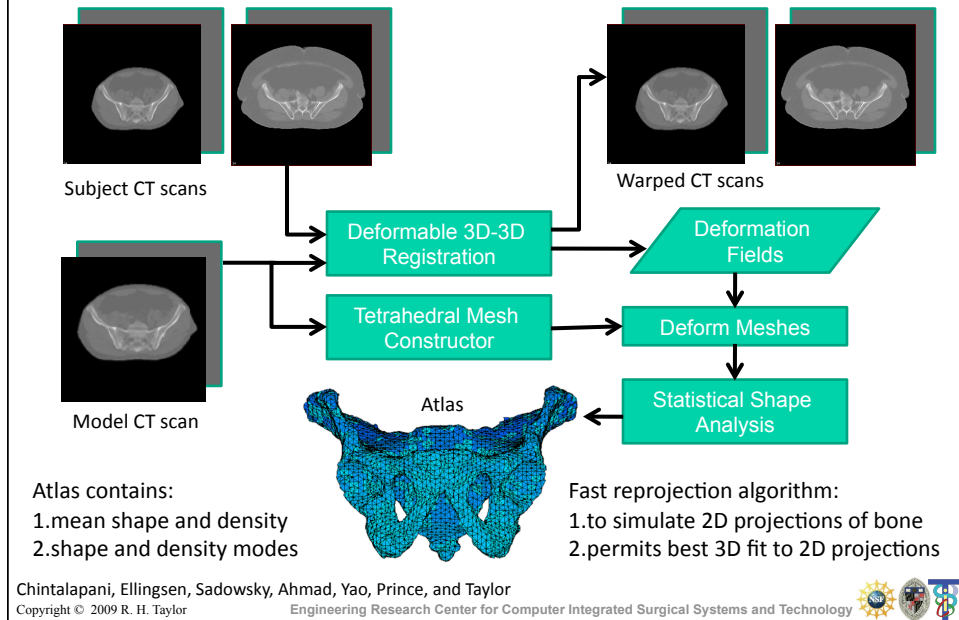 Subject CT scans
Warped CT scans
Deformable 3D-3D
Registration
Deformation
Fields
Tetrahedral Mesh
Constructor
Deform Meshes
Model CT scan
Atlas
Statistical Shape
Analysis
Atlas contains:
1.mean shape and density
2.shape and density modes
Fast reprojection algorithm:
1.to simulate 2D projections of bone
2.permits best 3D fit to 2D projections
Chintalapani, Ellingsen, Sadowsky, Ahmad, Yao, Prince, and Taylor
Copyright © 2009 R. H. Taylor
Engineering Research Center for Computer Integrated Surgical Systems and Technology
NSF